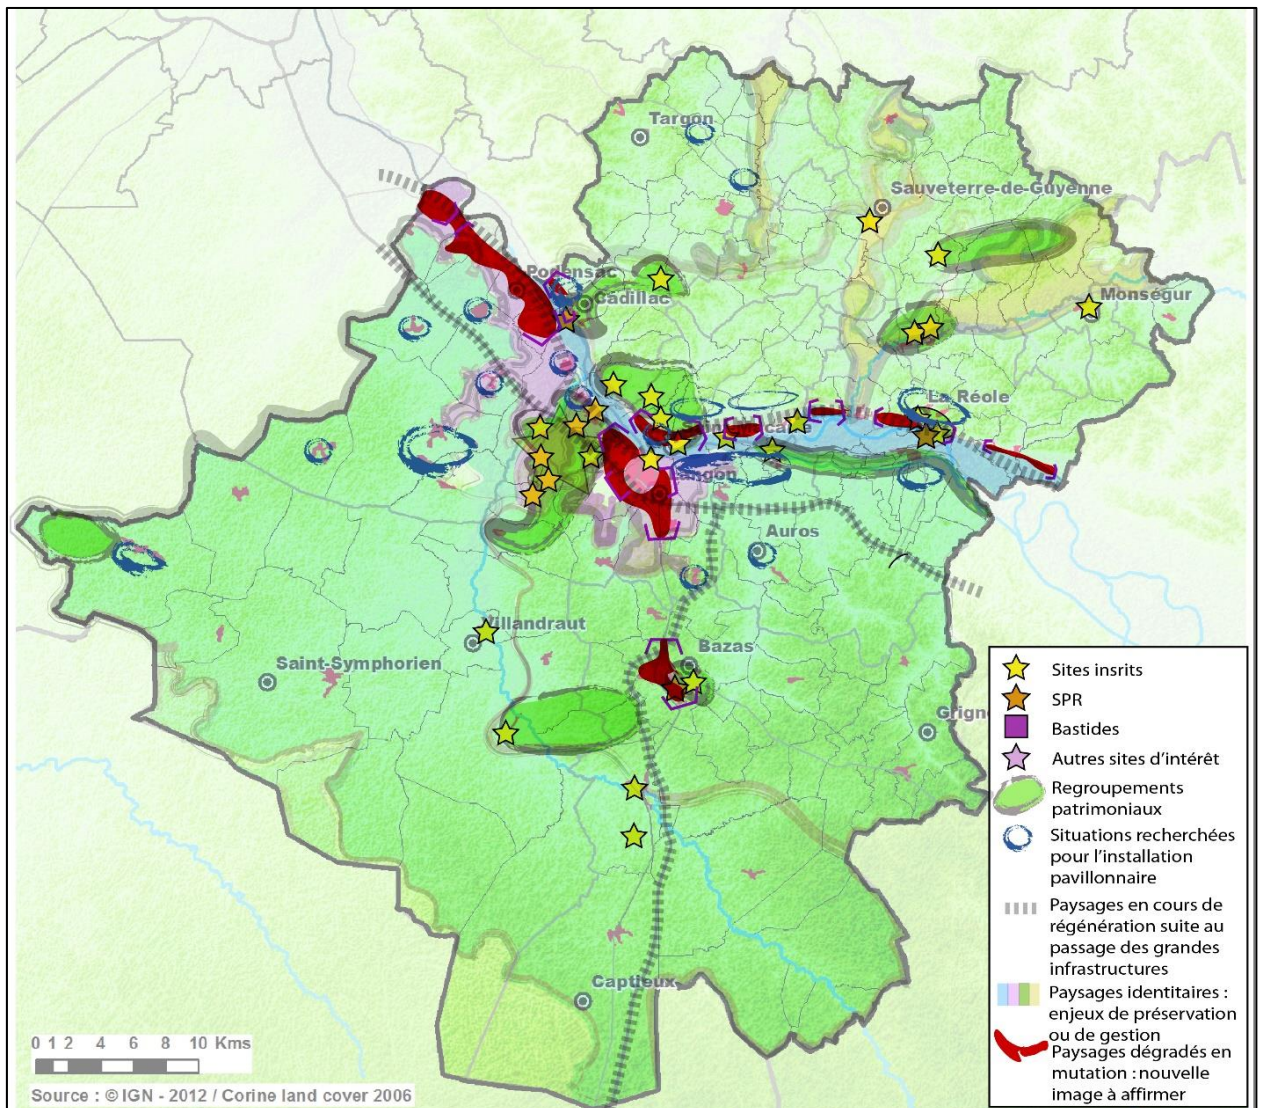 Targon
Sauveterre-de-Guyenne
Podensac
Cadillac
Monségur
La Réole
Auros
Villandraut
Saint-Symphorien
Bazas
Captieux
Sites insrits
SPR
Bastides
Autres sites d'intérêt
Regroupements
patrimoniaux
Situations recherchées
pour l'installation
pavillonnaire
Paysages en cours de
régénération suite au
passage des grandes
infrastructures
Paysages identitaires :
enjeux de préservation
ou de gestion
Paysages dégradés en
mutation : nouvelle
image à affirmer
0 1 2 4 6 8 10 Kms
Source : © IGN - 2012 / Corine land cover 2006